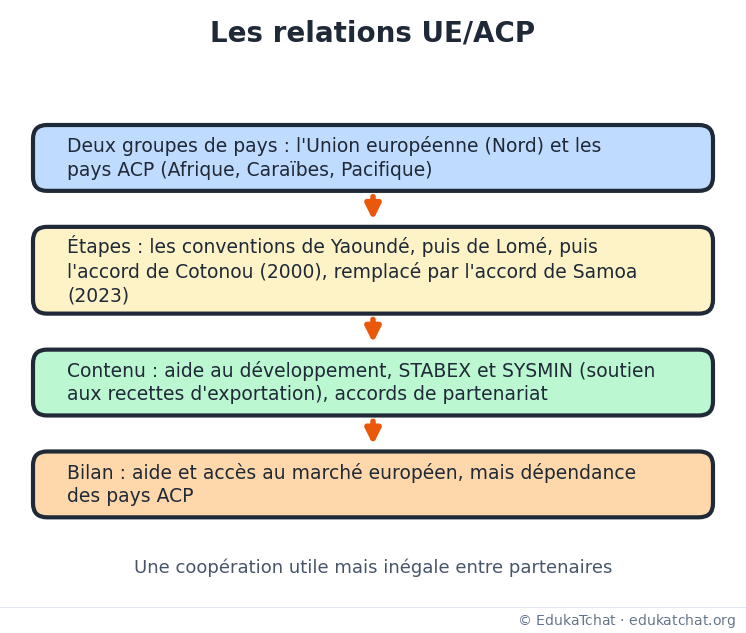 Les relations UE/ACP
Deux groupes de pays : l'Union européenne (Nord) et les
pays ACP (Afrique, Caraïbes, Pacifique)
Étapes : les conventions de Yaoundé, puis de Lomé, puis
l'accord de Cotonou (2000), remplacé par l'accord de Samoa
(2023)
Contenu : aide au développement, STABEX et SYSMIN (soutien
aux recettes d'exportation), accords de partenariat
Bilan : aide et accès au marché européen, mais dépendance
des pays ACP
Une coopération utile mais inégale entre partenaires
© EdukaTchat · edukatchat.org